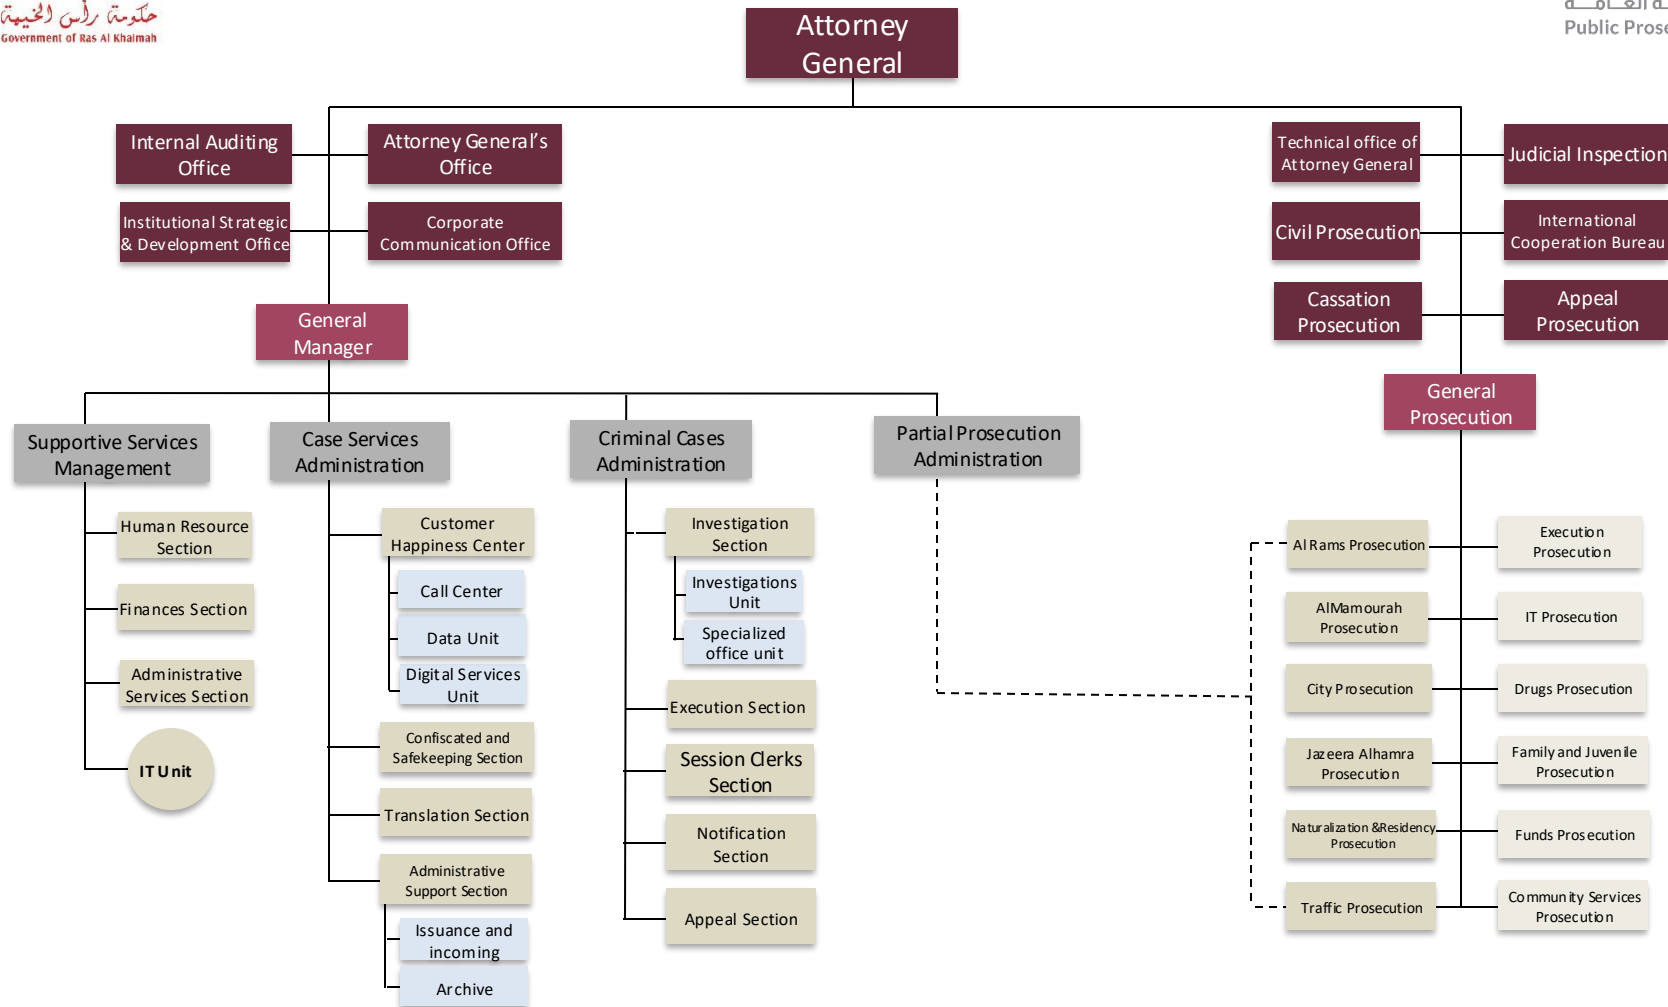 حكومة رأس الخيمة
Government of Ras Al Khaimah
Public Prose
Attorney
General
Internal Auditing
Office
Attorney General’s
Office
Technical office of
Attorney General
Judicial Inspection
Institutional Strategic
& Development Office
Corporate
Communication Office
Civil Prosecution
International
Cooperation Bureau
Cassation
Prosecution
Appeal
Prosecution
General
Manager
General
Prosecution
Supportive Services
Management
Case Services
Administration
Criminal Cases
Administration
Partial Prosecution
Administration
Human Resource
Section
Finances Section
Administrative
Services Section
IT Unit
Customer
Happiness Center
Call Center
Data Unit
Digital Services
Unit
Confiscated and
Safekeeping Section
Translation Section
Administrative
Support Section
Issuance and
incoming
Archive
Investigation
Section
Investigations
Unit
Specialized
office unit
Execution Section
Session Clerks
Section
Notification
Section
Appeal Section
Al Rams Prosecution
Execution
Prosecution
AlMamourah
Prosecution
IT Prosecution
City Prosecution
Drugs Prosecution
Jazeera Alhamra
Prosecution
Family and Juvenile
Prosecution
Naturalization &Residency
Prosecution
Funds Prosecution
Traffic Prosecution
Community Services
Prosecution